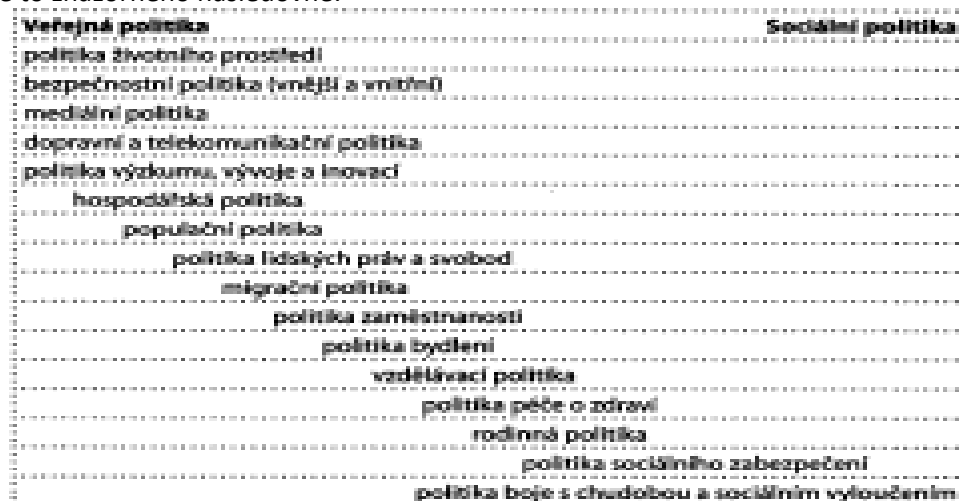 znázorněno následovně:
Veřejná politika Sociální politika
politika životního prostředí
bezpečnostní politika (vnější a vnitřní)
mediální politika
dopravní a telekomunikační politika
politika výzkumu, vývoje a inovací
hospodářská politika
populační politika
politika lidských práv a svobod
migrační politika
politika zaměstnanosti
politika bydlení
vzdělávací politika
politika péče o zdraví
rodinná politika
politika sociálního zabezpečení
politika boje s chudobou a sociálním vyloučením